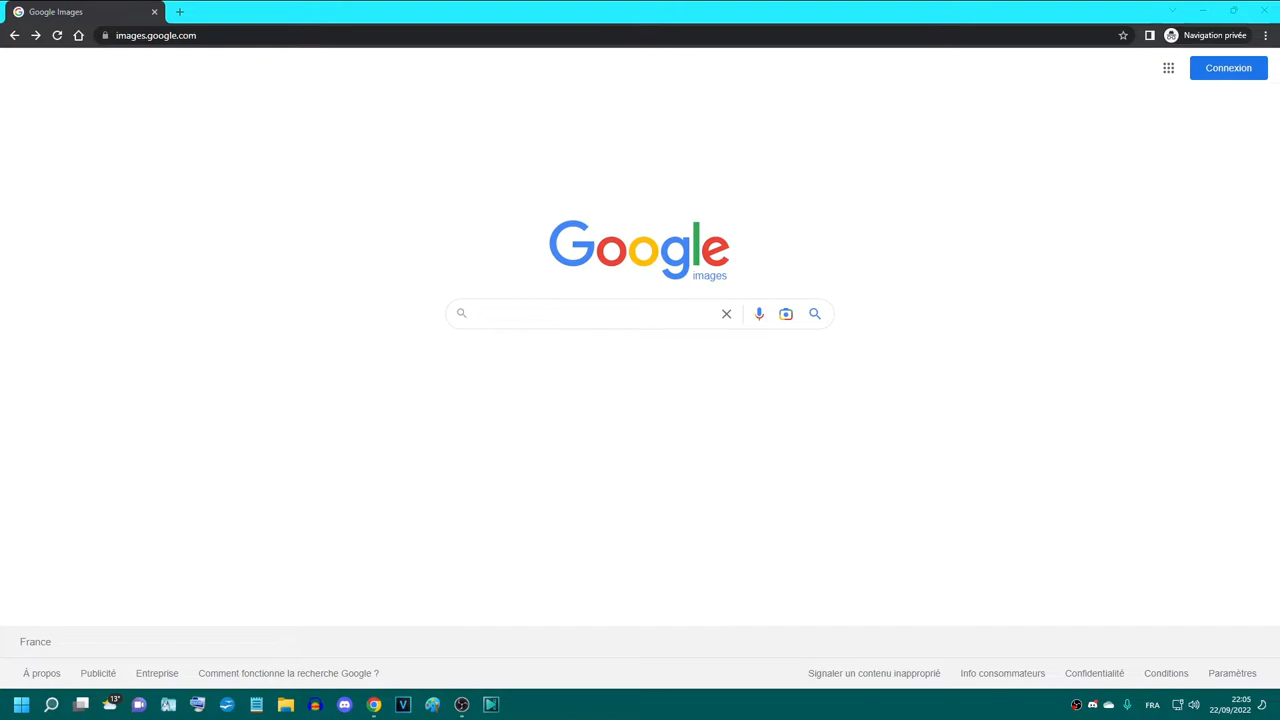 Google Images
images.google.com
Navigation privée
Connexion
Google
images
France
À propos
Publicité
Entreprise
Comment fonctionne la recherche Google ?
Signaler un contenu inapproprié
Info consommateurs
Confidentialité
Conditions
Paramètres
13°
V
FRA
22:05
22/09/2022